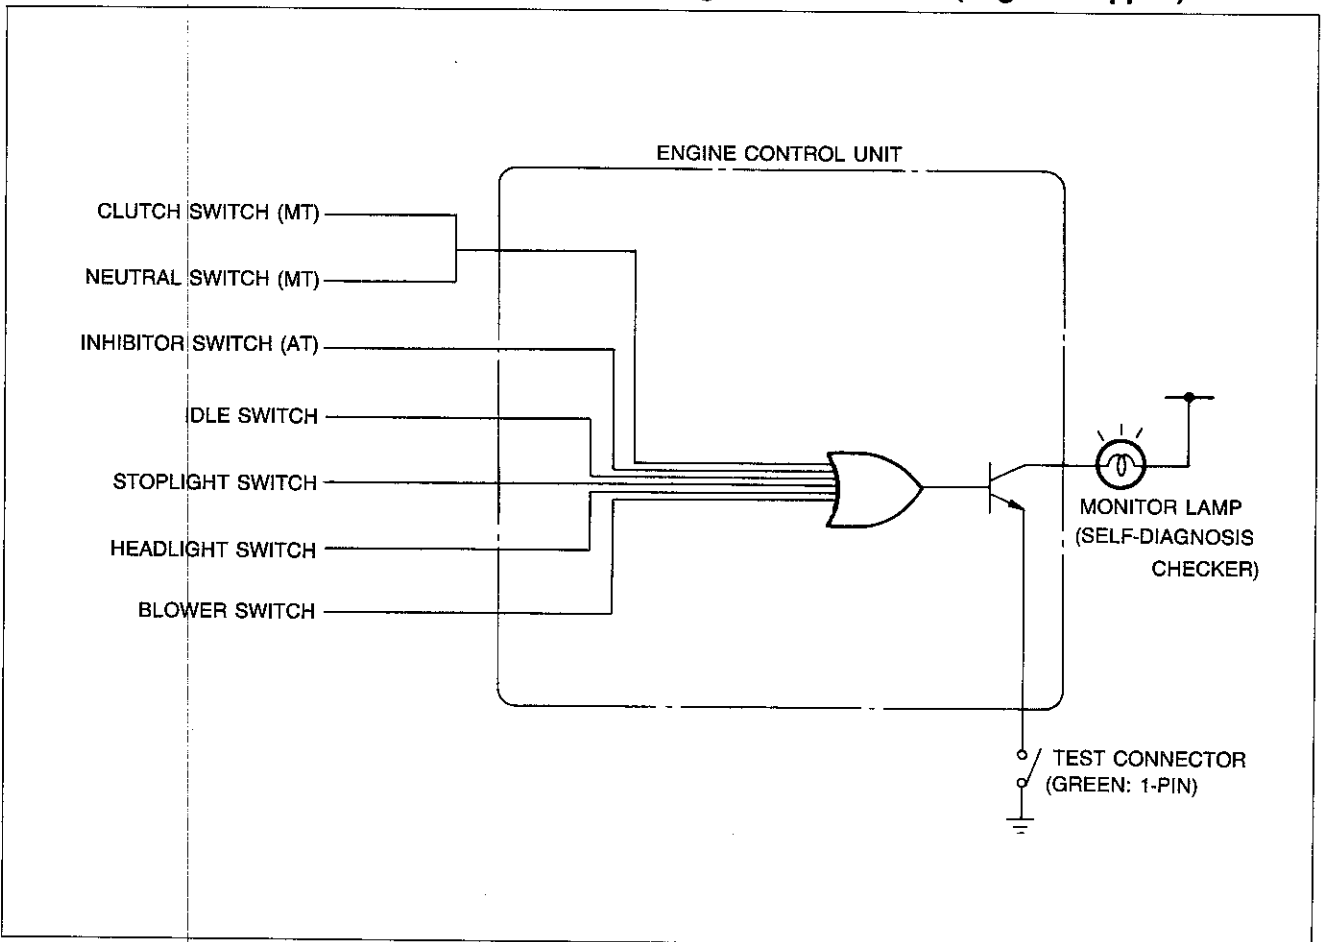 ENGINE CONTROL UNIT
CLUTCH SWITCH (MT)
NEUTRAL SWITCH (MT)
INHIBITOR SWITCH (AT)
IDLE SWITCH
STOPLIGHT SWITCH
HEADLIGHT SWITCH
BLOWER SWITCH
MONITOR LAMP
(SELF-DIAGNOSIS
CHECKER)
TEST CONNECTOR
(GREEN: 1-PIN)